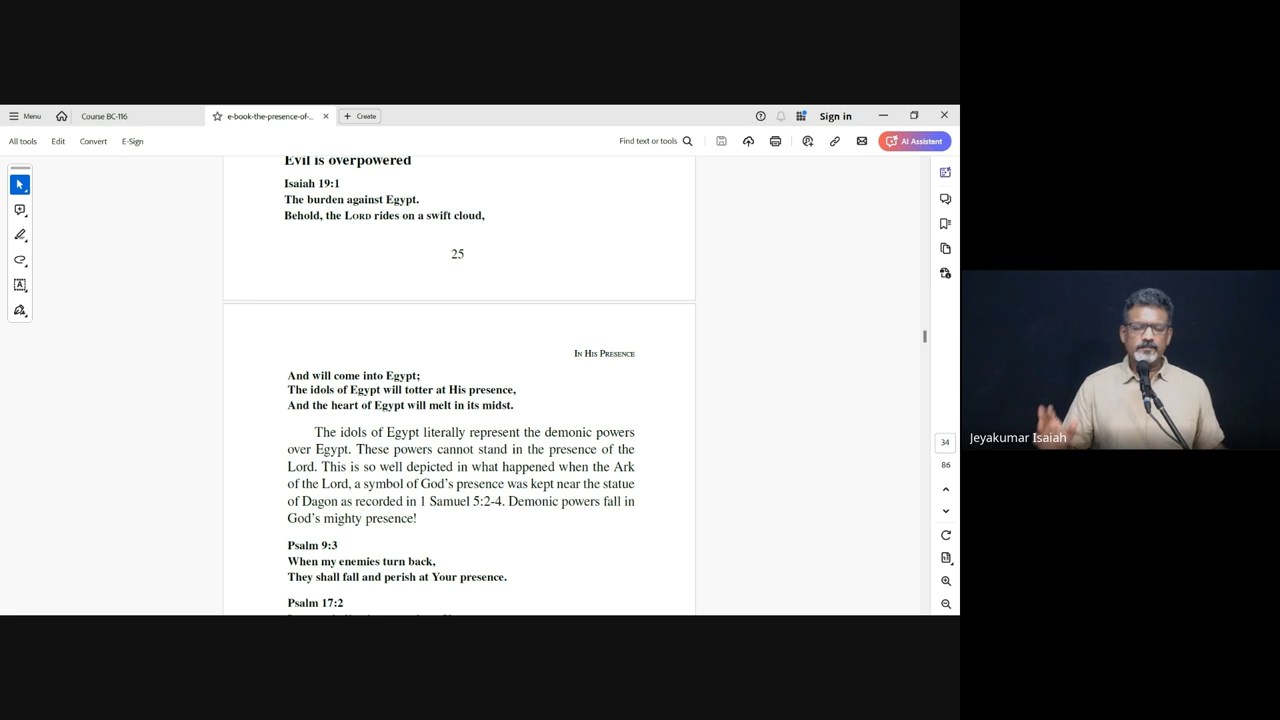 Menu
Course BC-116
e-book-the-presence-of-...
Create
Sign in
All tools
Edit
Convert
E-Sign
Find text or tools
AI Assistant
Evil is overpowered
Isaiah 19:1
The burden against Egypt.
Behold, the LORD rides on a swift cloud,
25
IN HIS PRESENCE
And will come into Egypt;
The idols of Egypt will totter at His presence,
And the heart of Egypt will melt in its midst.
The idols of Egypt literally represent the demonic powers
over Egypt. These powers cannot stand in the presence of the
Lord. This is so well depicted in what happened when the Ark
of the Lord, a symbol of God's presence was kept near the statue
of Dagon as recorded in 1 Samuel 5:2-4. Demonic powers fall in
God's mighty presence!
Psalm 9:3
When my enemies turn back,
They shall fall and perish at Your presence.
Psalm 17:2
34
86
Jeyakumar Isaiah